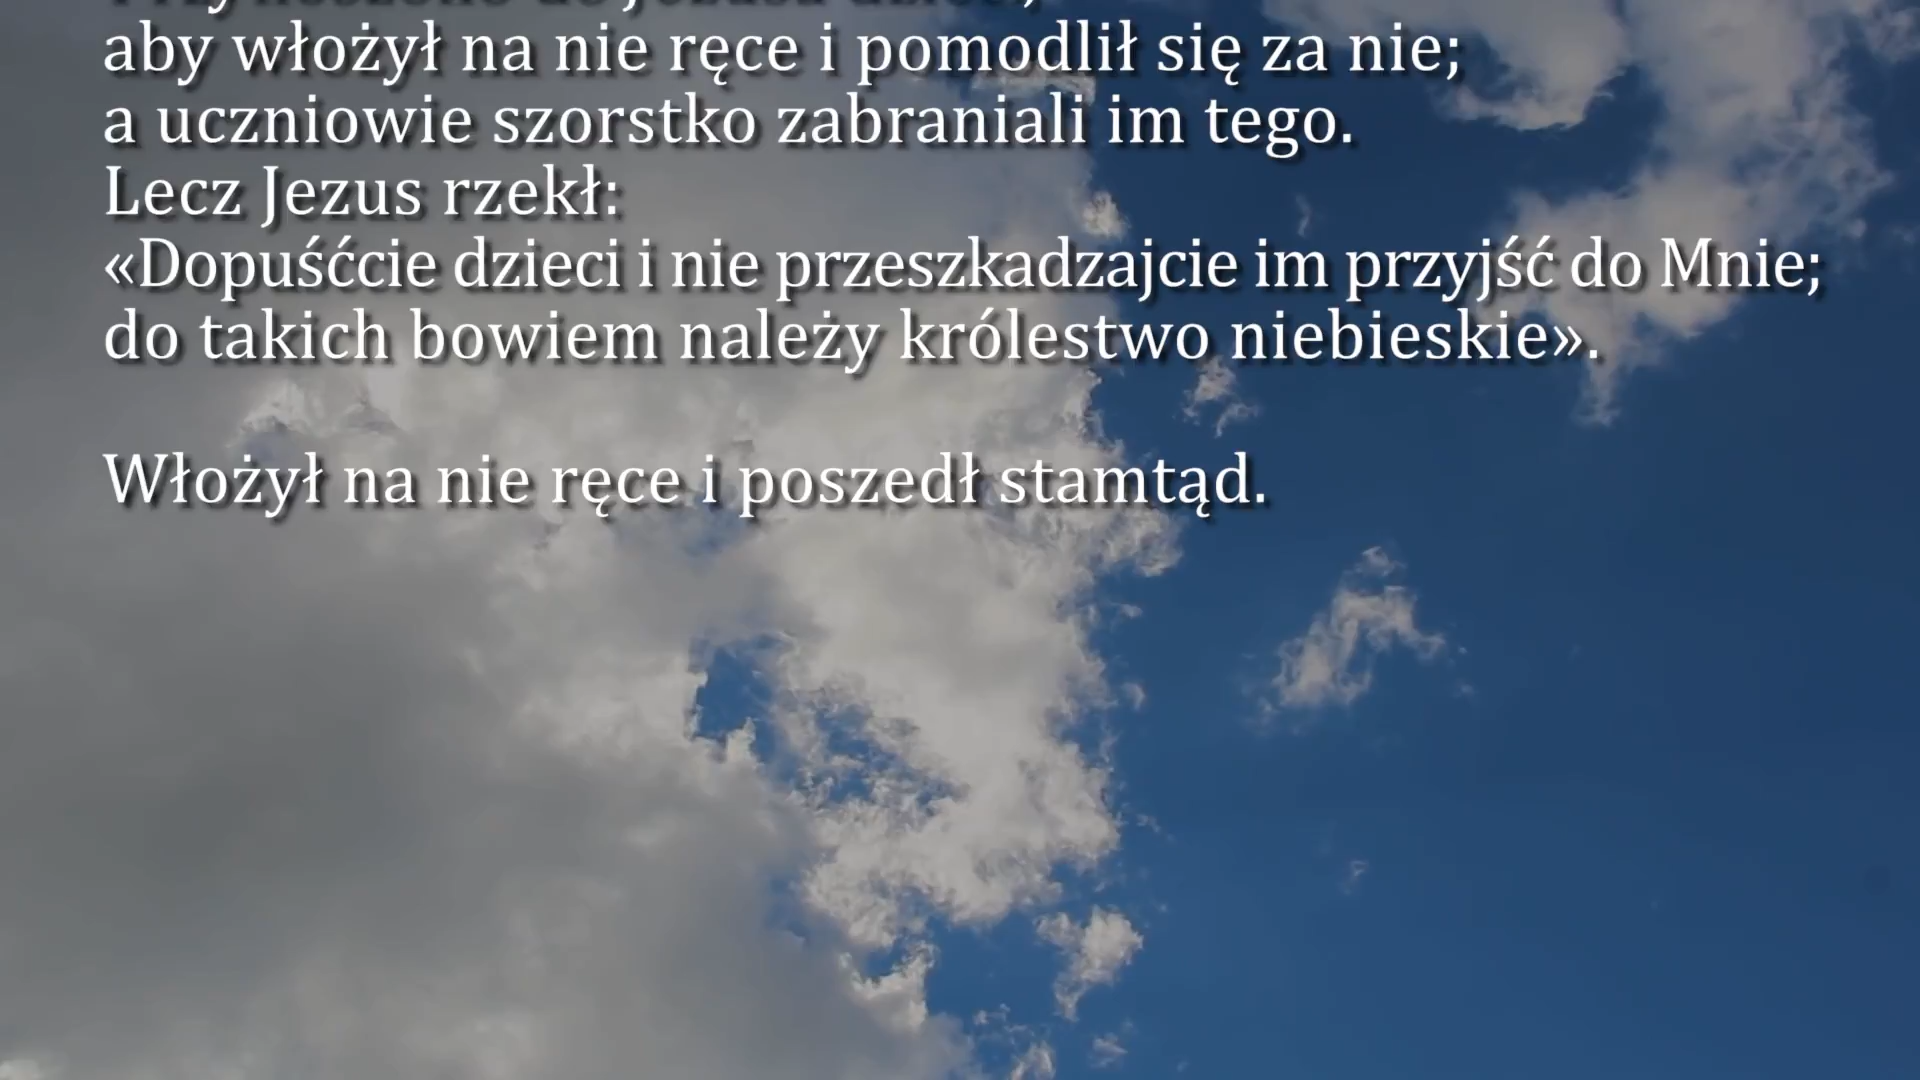 aby włożył na nie ręce i pomodlił się za nie;
a uczniowie szorstko zabraniali im tego.
Lecz Jezus rzekł:
«Dopuśćcie dzieci i nie przeszkadzajcie im przyjść do Mnie;
do takich bowiem należy królestwo niebieskie».
Włożył na nie ręce i poszedł stamtąd.